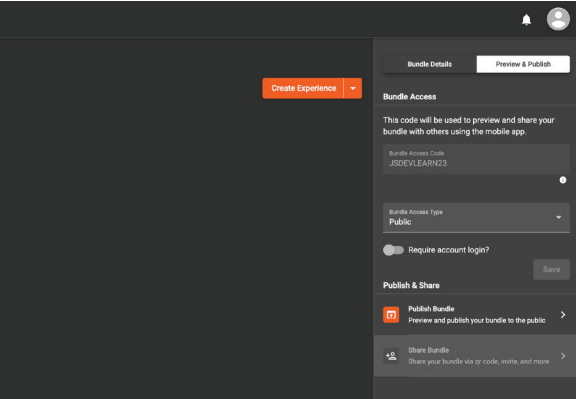 Bundle Details
Preview & Publish
Create Experience
Bundle Access
This code will be used to preview and share your
bundle with others using the mobile app.
Bundle Access Code
JSDEVLEARN23
Bundle Access Type
Public
Require account login?
Save
Publish & Share
Publish Bundle
Preview and publish your bundle to the public
Share Bundle
Share your bundle via qr code, invite, and more